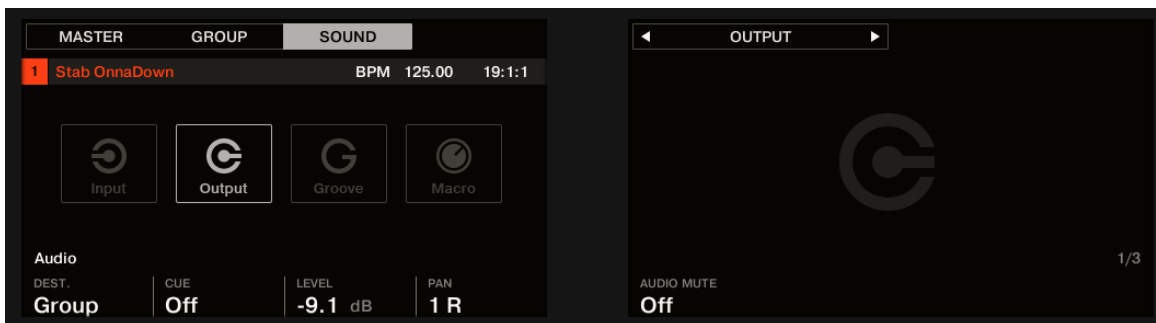 MASTER GROUP SOUND
1 Stab OnnaDown BPM 125.00 19:1:1
Input Output Groove Macro
Audio
DEST. CUE LEVEL PAN
Group Off -9.1 dB 1 R
OUTPUT
1/3
AUDIO MUTE
Off